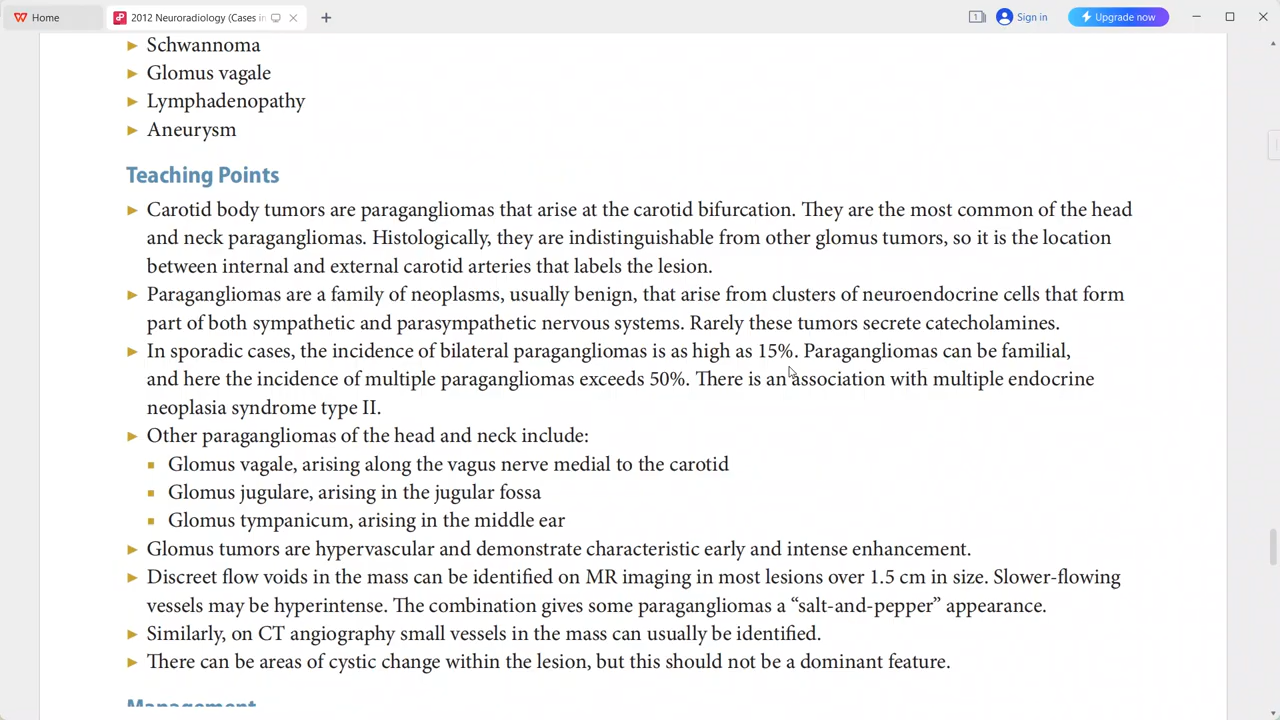 Home
2012 Neuroradiology (Cases in
1
Sign in
Upgrade now
Schwannoma
Glomus vagale
Lymphadenopathy
Aneurysm
Teaching Points
Carotid body tumors are paragangliomas that arise at the carotid bifurcation. They are the most common of the head
and neck paragangliomas. Histologically, they are indistinguishable from other glomus tumors, so it is the location
between internal and external carotid arteries that labels the lesion.
Paragangliomas are a family of neoplasms, usually benign, that arise from clusters of neuroendocrine cells that form
part of both sympathetic and parasympathetic nervous systems. Rarely these tumors secrete catecholamines.
In sporadic cases, the incidence of bilateral paragangliomas is as high as 15%. Paragangliomas can be familial,
and here the incidence of multiple paragangliomas exceeds 50%. There is an association with multiple endocrine
neoplasia syndrome type II.
Other paragangliomas of the head and neck include:
Glomus vagale, arising along the vagus nerve medial to the carotid
Glomus jugulare, arising in the jugular fossa
Glomus tympanicum, arising in the middle ear
Glomus tumors are hypervascular and demonstrate characteristic early and intense enhancement.
Discreet flow voids in the mass can be identified on MR imaging in most lesions over 1.5 cm in size. Slower-flowing
vessels may be hyperintense. The combination gives some paragangliomas a “salt-and-pepper” appearance.
Similarly, on CT angiography small vessels in the mass can usually be identified.
There can be areas of cystic change within the lesion, but this should not be a dominant feature.
Management